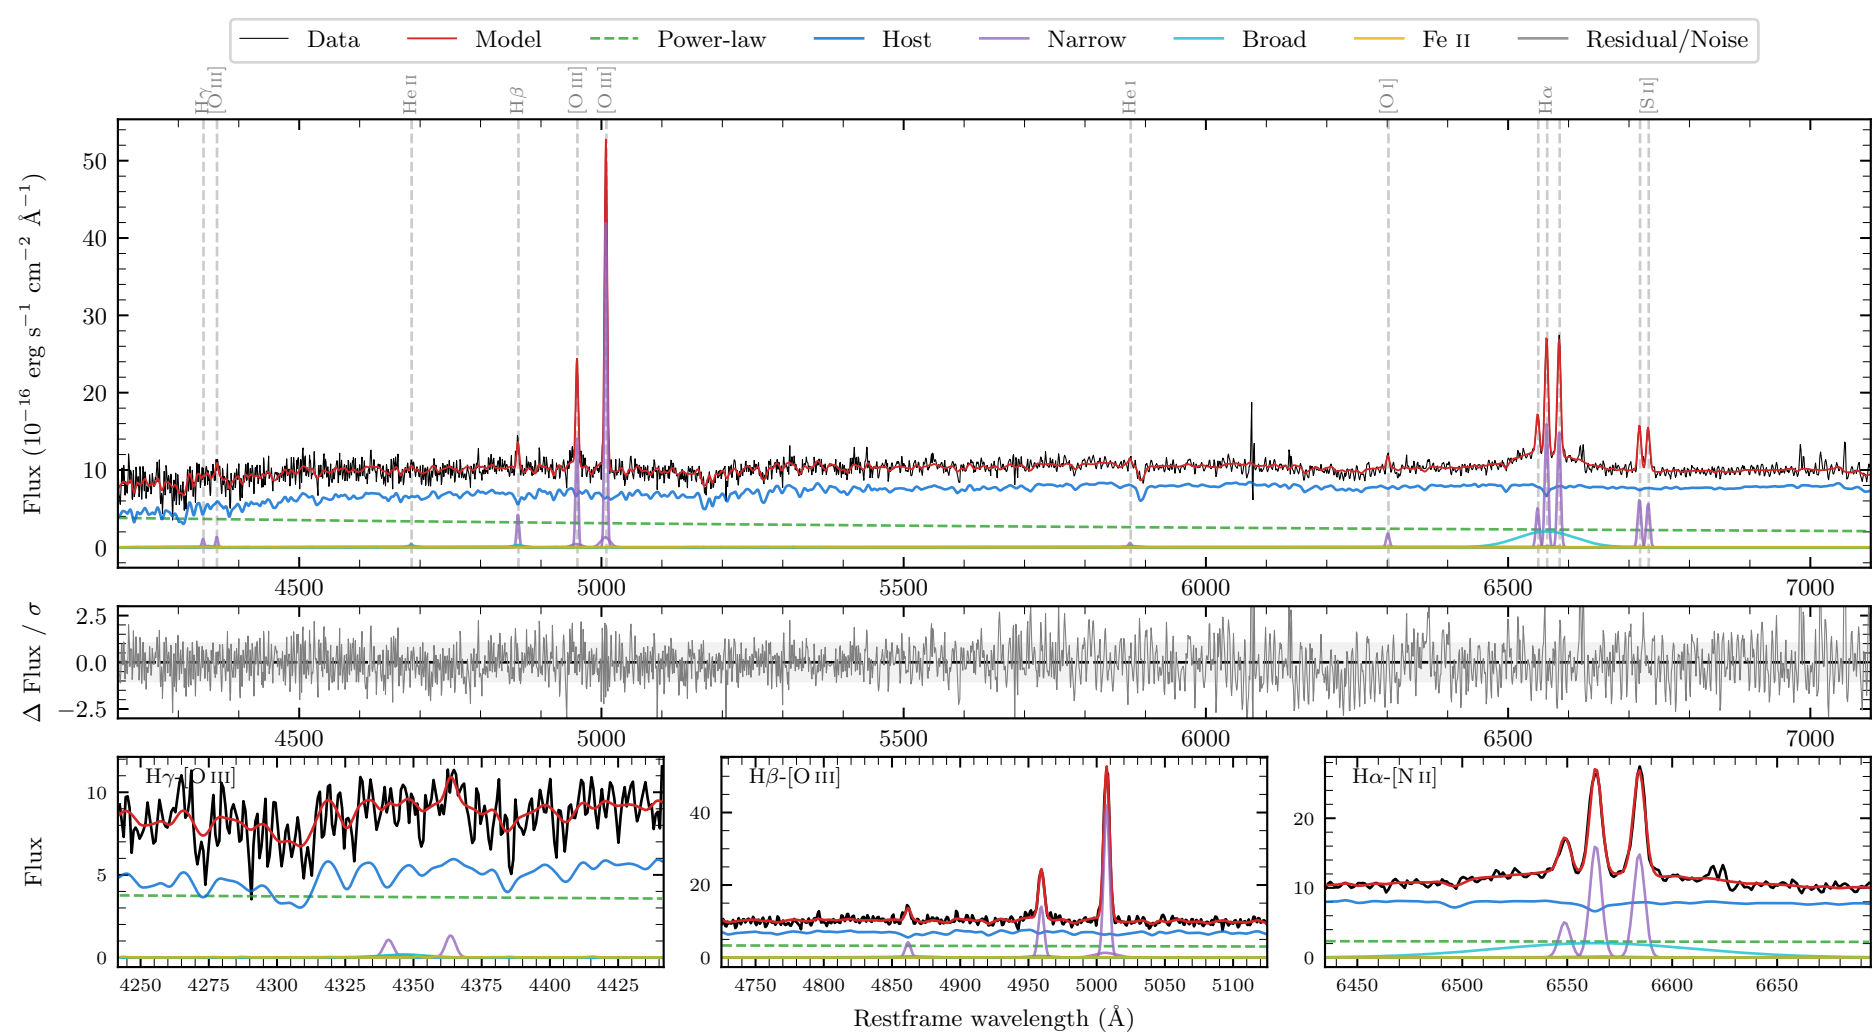 Data Model Power-law Host Narrow Broad Fe II Residual/Noise
Hγ [O III] He II Hβ [O III] [O III] He I [O I] Hα [S II]
Flux (10⁻¹⁶ erg s⁻¹ cm⁻² Å⁻¹)
50
40
30
20
10
0
4500 5000 5500 6000 6500 7000
Δ Flux / σ
2.5
0.0
−2.5
4500 5000 5500 6000 6500 7000
Flux
Hγ-[O III]
10
5
0
4250 4275 4300 4325 4350 4375 4400 4425
Hβ-[O III]
40
20
0
4750 4800 4850 4900 4950 5000 5050 5100
Hα-[N II]
20
10
0
6450 6500 6550 6600 6650
Restframe wavelength (Å)